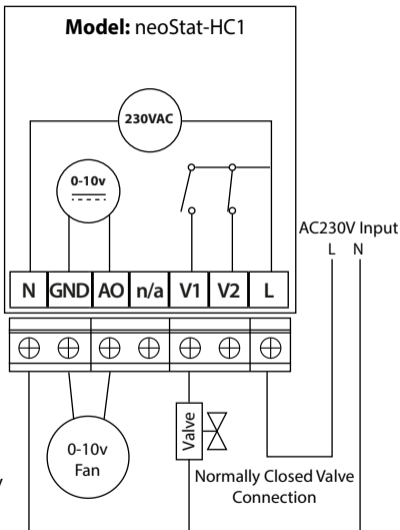 Model: neoStat-HC1
230VAC
0-10v
AC230V Input
L N
N GND AO n/a V1 V2 L
Valve
0-10v
Fan
Normally Closed Valve
Connection